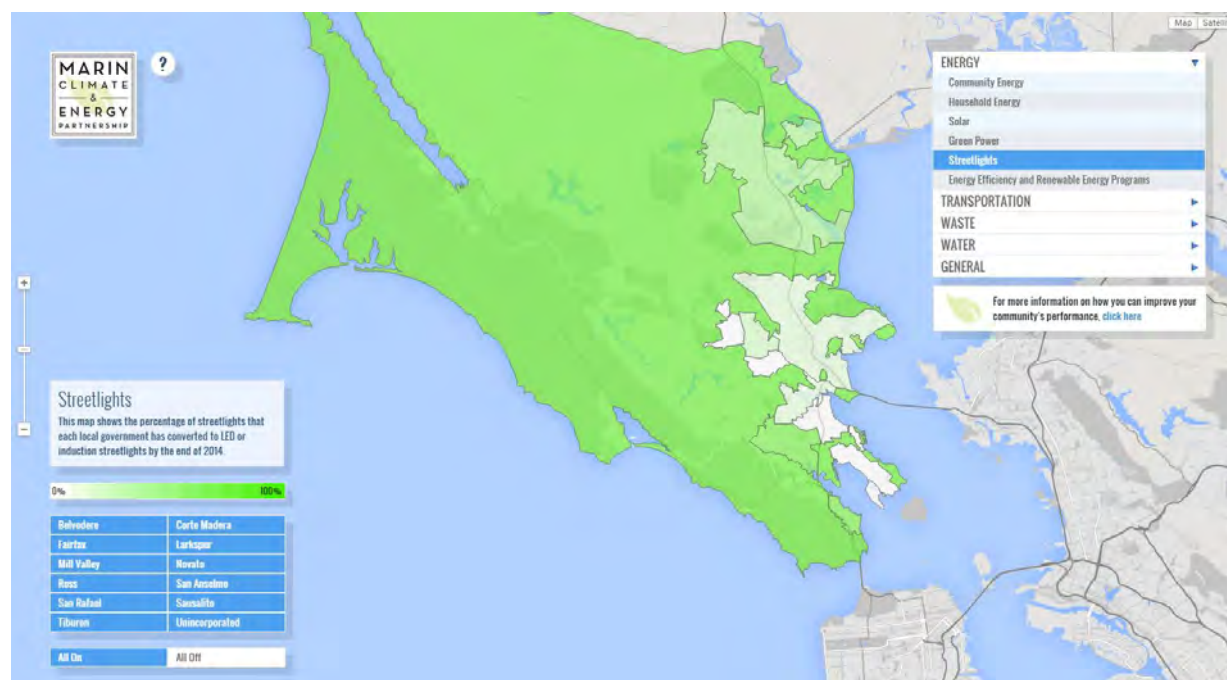 Map Satelli
MARIN
CLIMATE
&
ENERGY
PARTNERSHIP
?
ENERGY
Community Energy
Household Energy
Solar
Green Power
Streetlights
Energy Efficiency and Renewable Energy Programs
TRANSPORTATION
WASTE
WATER
GENERAL
For more information on how you can improve your
community's performance, click here
+
-
Streetlights
This map shows the percentage of streetlights that
each local government has converted to LED or
induction streetlights by the end of 2014.
0% 100%
Belvedere Corte Madera
Fairfax Larkspur
Mill Valley Novato
Ross San Anselmo
San Rafael Sausalito
Tiburon Unincorporated
All On All Off